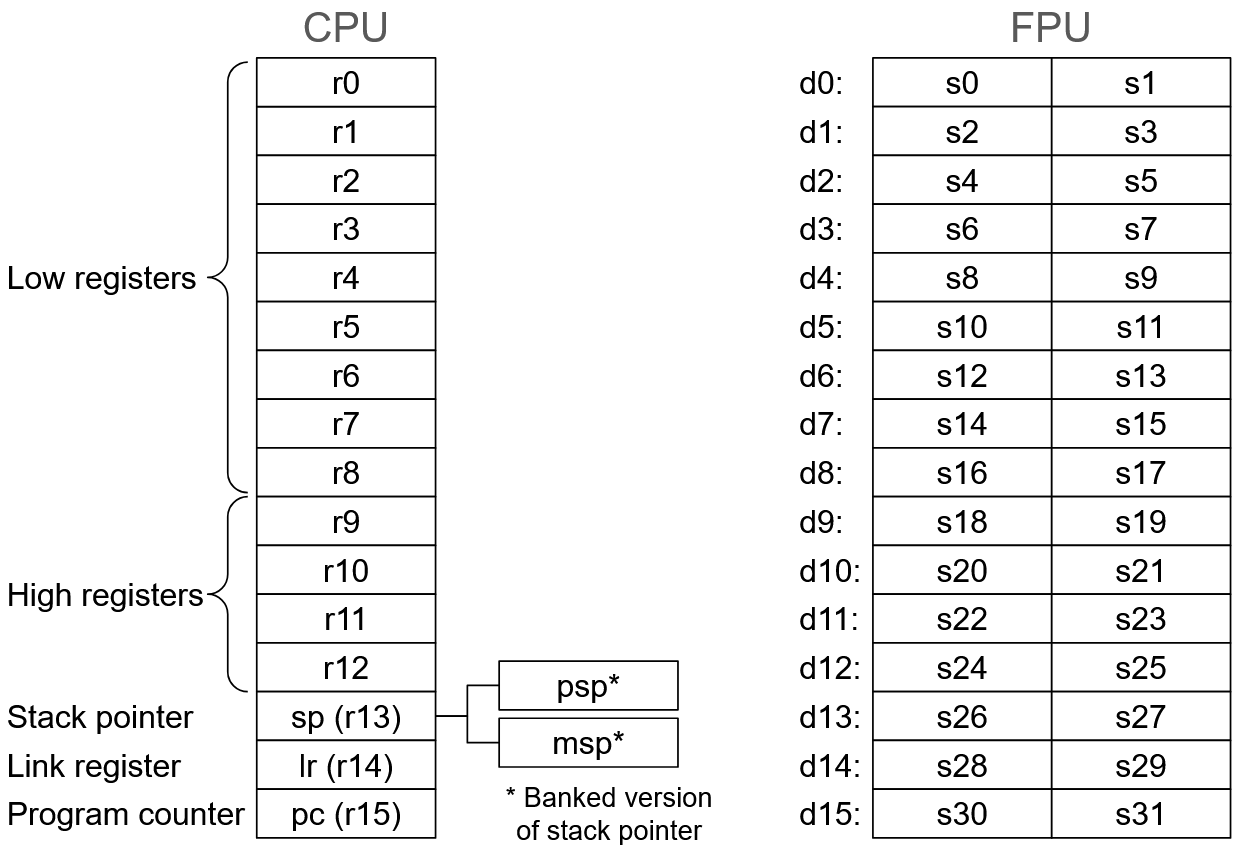 CPU
FPU
r0
r1
r2
r3
r4
r5
r6
r7
r8
r9
r10
r11
r12
sp (r13)
lr (r14)
pc (r15)
Low registers
High registers
Stack pointer
Link register
Program counter
psp*
msp*
* Banked version
of stack pointer
d0: s0 s1
d1: s2 s3
d2: s4 s5
d3: s6 s7
d4: s8 s9
d5: s10 s11
d6: s12 s13
d7: s14 s15
d8: s16 s17
d9: s18 s19
d10: s20 s21
d11: s22 s23
d12: s24 s25
d13: s26 s27
d14: s28 s29
d15: s30 s31